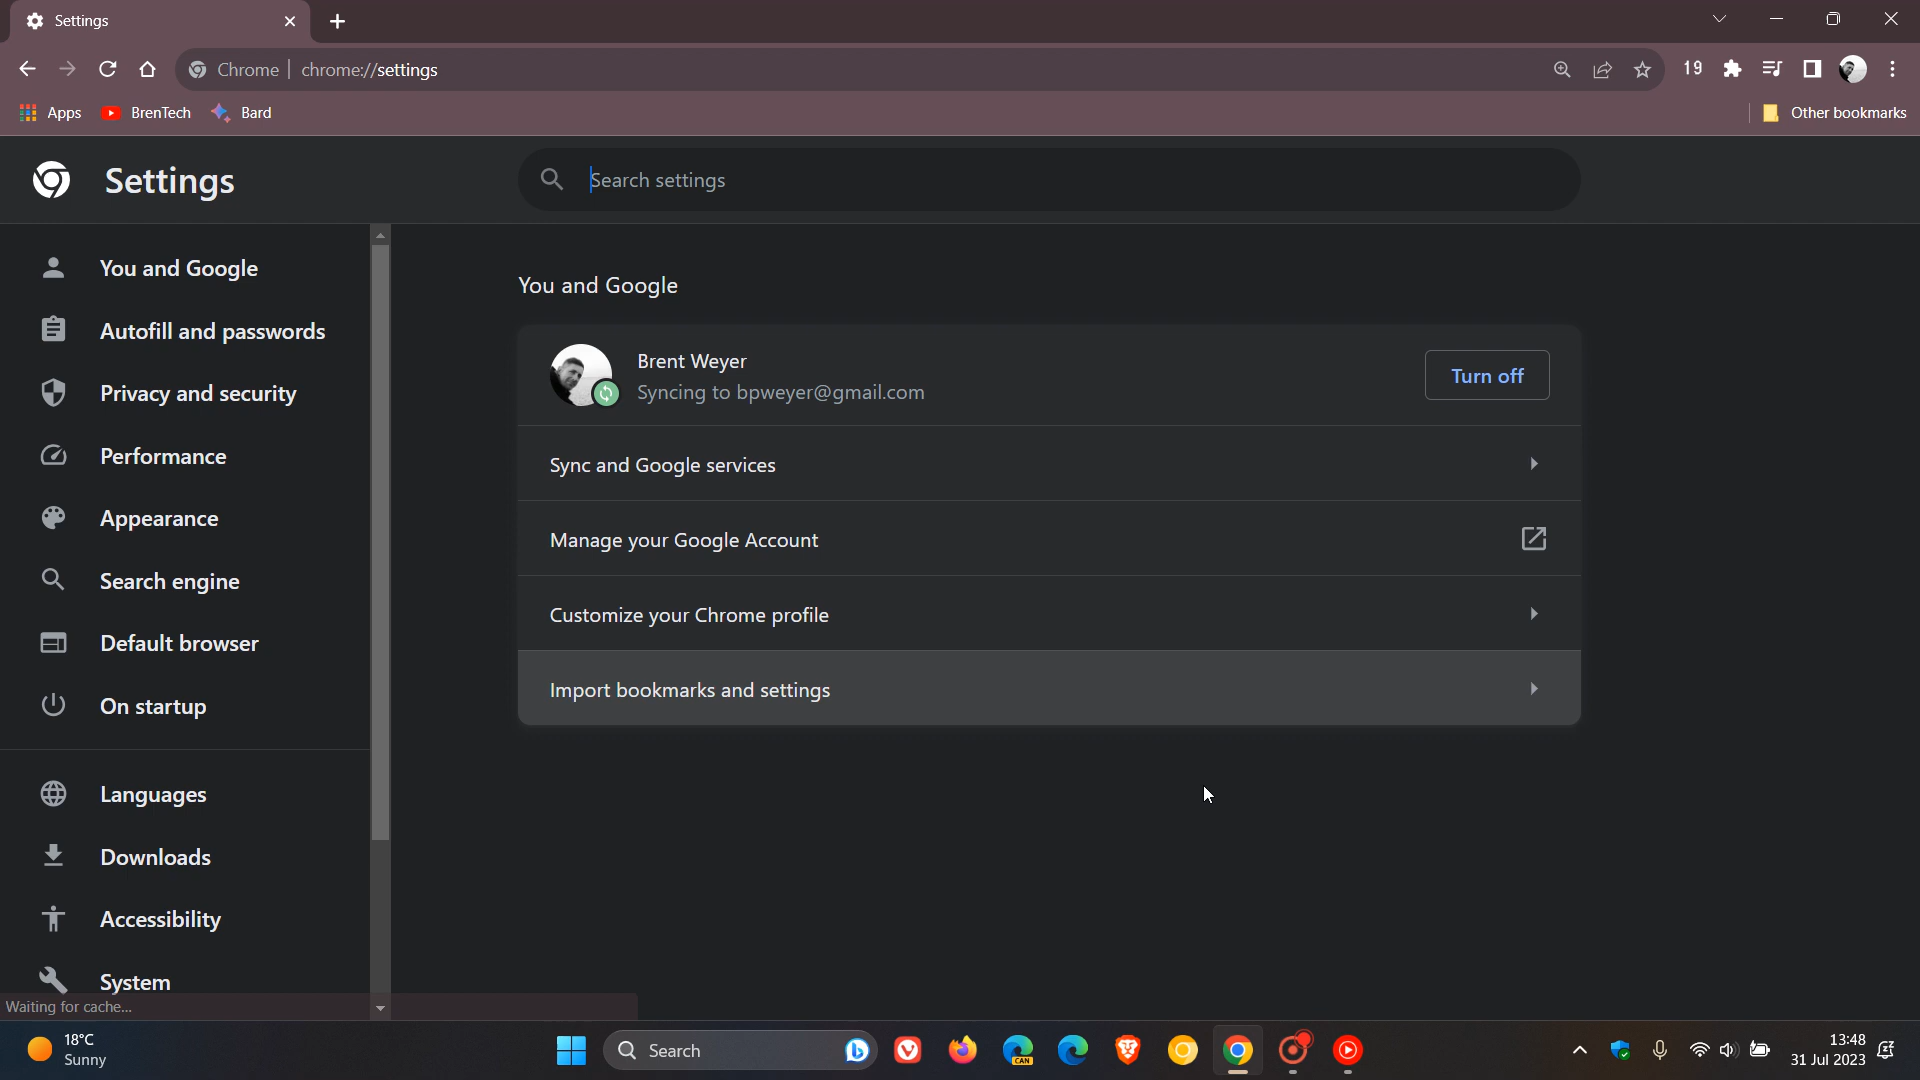 Settings
Chrome
chrome://settings
19
Apps
BrenTech
Bard
Other bookmarks
Settings
Search settings
You and Google
Autofill and passwords
Privacy and security
Performance
Appearance
Search engine
Default browser
On startup
Languages
Downloads
Accessibility
System
Waiting for cache...
You and Google
Brent Weyer
Syncing to bpweyer@gmail.com
Turn off
Sync and Google services
Manage your Google Account
Customize your Chrome profile
Import bookmarks and settings
18°C
Sunny
Search
CAN
13:48
31 Jul 2023